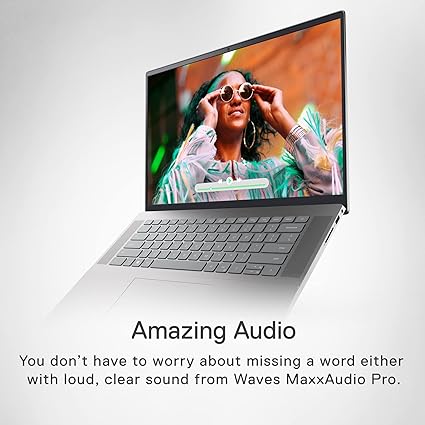 Amazing Audio
You don't have to worry about missing a word either
with loud, clear sound from Waves MaxxAudio Pro.